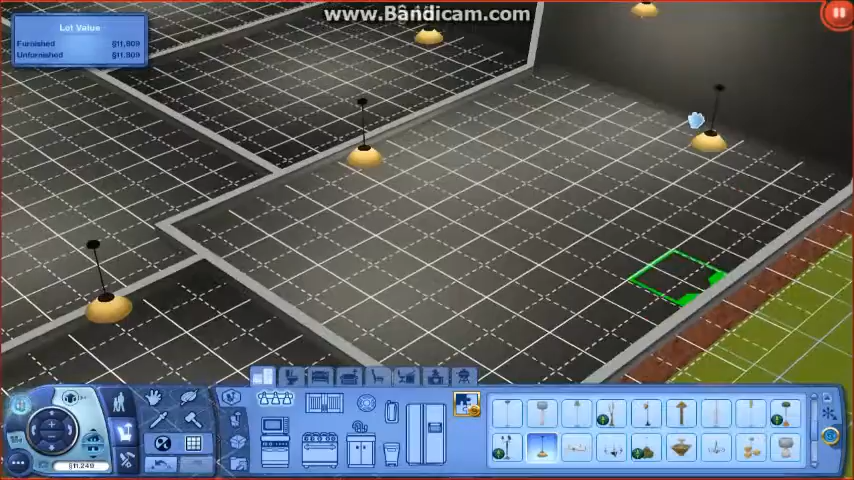 www.Bandicam.com
Lot Value
Furnished §11,809
Unfurnished §11,809
§11,249